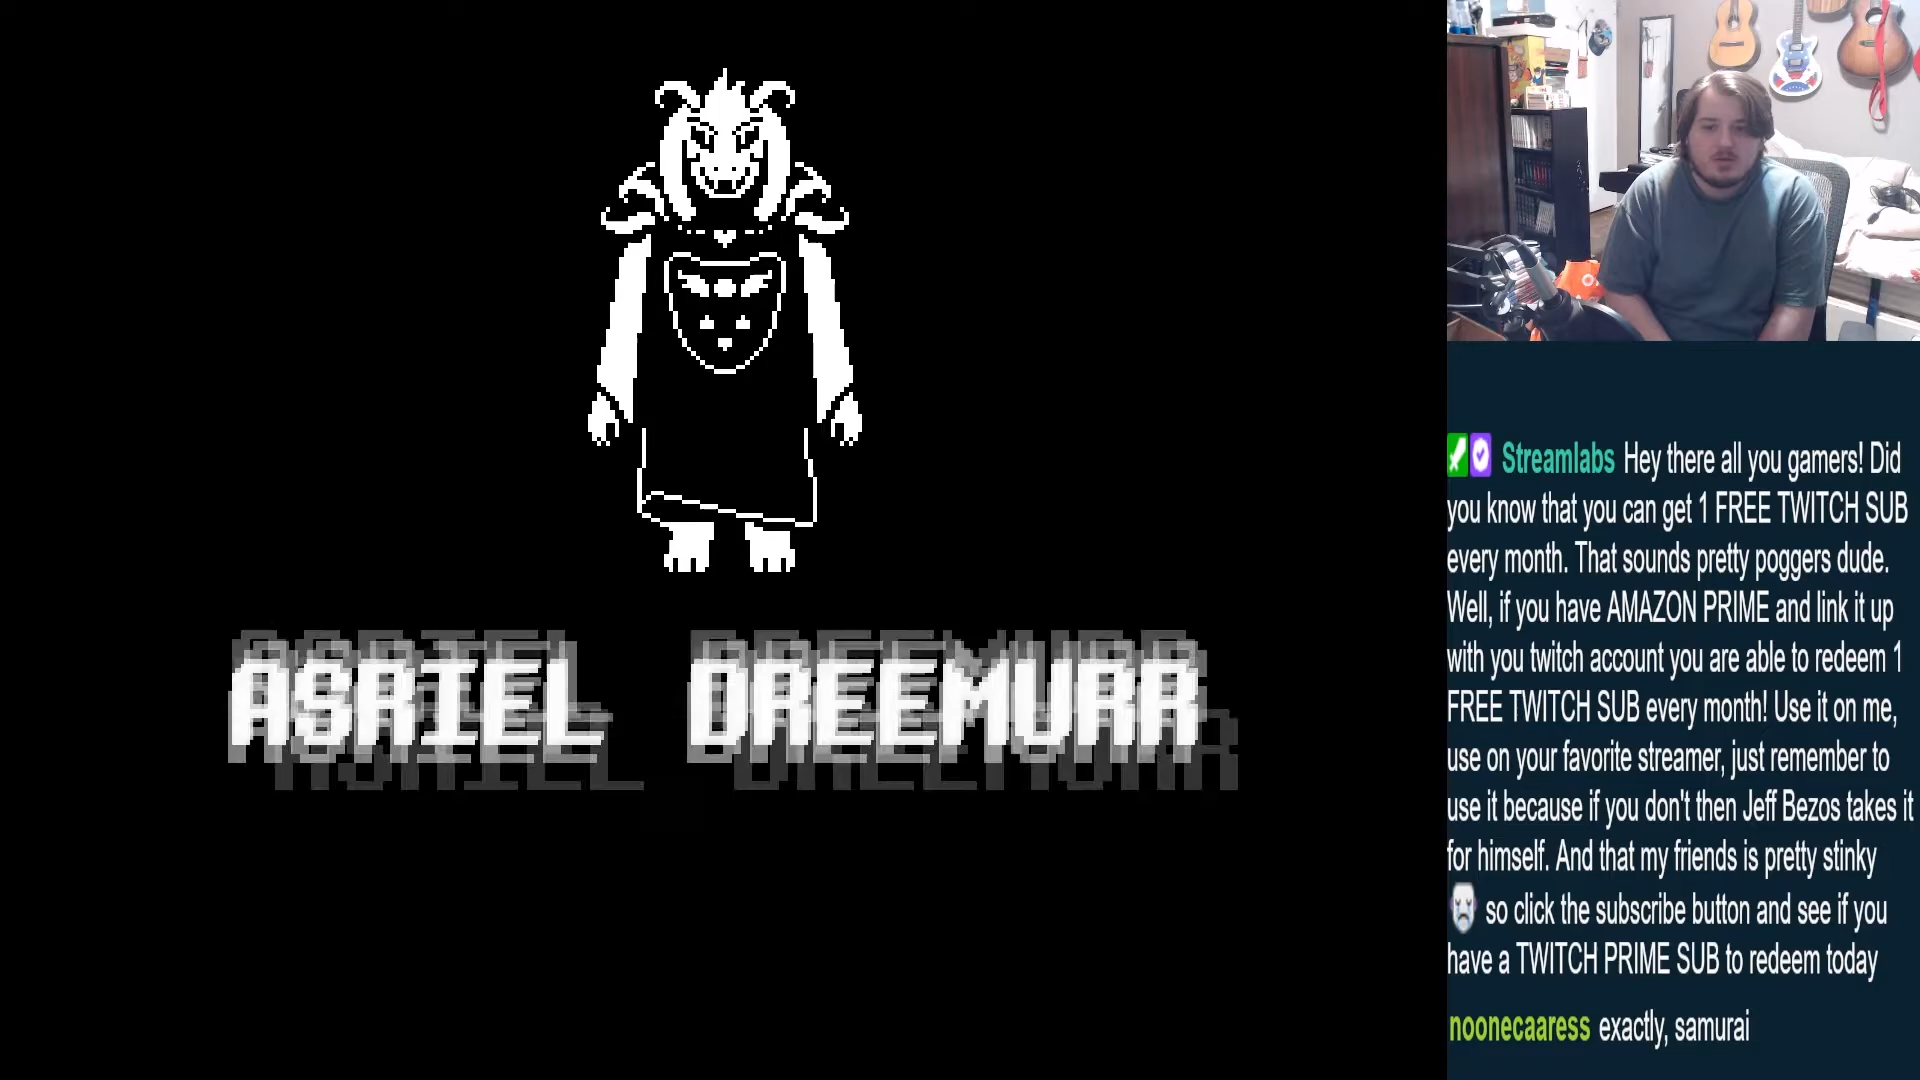 ASRIEL DREEMURR
Streamlabs Hey there all you gamers! Did
you know that you can get 1 FREE TWITCH SUB
every month. That sounds pretty poggers dude.
Well, if you have AMAZON PRIME and link it up
with you twitch account you are able to redeem 1
FREE TWITCH SUB every month! Use it on me,
use on your favorite streamer, just remember to
use it because if you don't then Jeff Bezos takes it
for himself. And that my friends is pretty stinky
so click the subscribe button and see if you
have a TWITCH PRIME SUB to redeem today
noonecaaress exactly, samurai